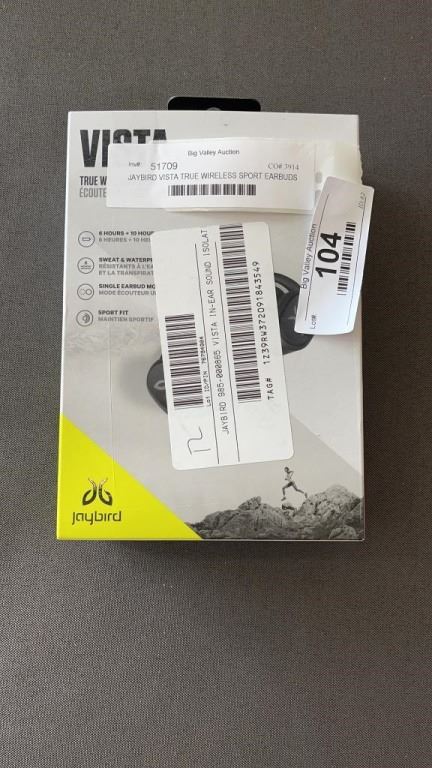 VISTA
Big Valley Auction
Inv#: 51709 CO#:3914
JAYBIRD VISTA TRUE WIRELESS SPORT EARBUDS
TRUE W
ÉCOUTE
6 HOURS + 10 HOUR
6 HEURES + 10 HEU
SWEAT & WATERPR
RÉSISTANTS À L'EA
ET LA TRANSPIRAT
SINGLE EARBUD MO
MODE ÉCOUTEUR U
SPORT FIT
MAINTIEN SPORTIF
Big Valley Auction
Lot#:
104
JAYBIRD 985-000865 VISTA IN-EAR SOUND ISOLAT
TAG# 1Z39RW372091843549
jaybird